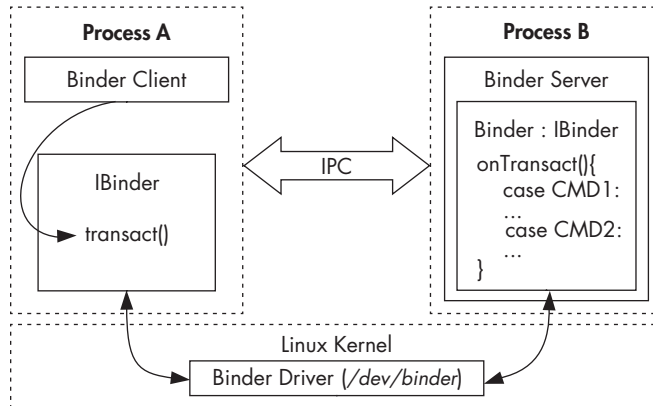 Process A
Binder Client
IBinder
transact()
IPC
Process B
Binder Server
Binder : IBinder
onTransact(){
case CMD1:
...
case CMD2:
...
}
Linux Kernel
Binder Driver (/dev/binder)